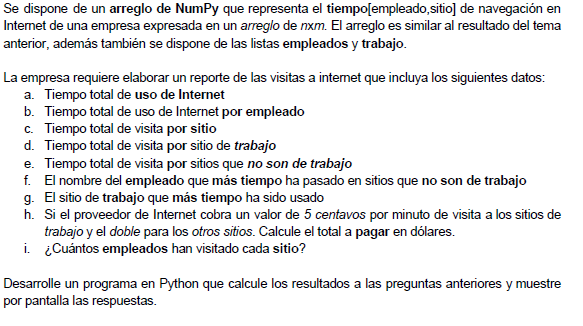 Se dispone de un arreglo de NumPy que representa el tiempo[empleado,sitio] de navegación en
Internet de una empresa expresada en un arreglo de nxm. El arreglo es similar al resultado del tema
anterior, además también se dispone de las listas empleados y trabajo.
La empresa requiere elaborar un reporte de las visitas a internet que incluya los siguientes datos:
a. Tiempo total de uso de Internet
b. Tiempo total de uso de Internet por empleado
c. Tiempo total de visita por sitio
d. Tiempo total de visita por sitio de trabajo
e. Tiempo total de visita por sitios que no son de trabajo
f. El nombre del empleado que más tiempo ha pasado en sitios que no son de trabajo
g. El sitio de trabajo que más tiempo ha sido usado
h. Si el proveedor de Internet cobra un valor de 5 centavos por minuto de visita a los sitios de
trabajo y el doble para los otros sitios. Calcule el total a pagar en dólares.
i. ¿Cuántos empleados han visitado cada sitio?
Desarrolle un programa en Python que calcule los resultados a las preguntas anteriores y muestre
por pantalla las respuestas.